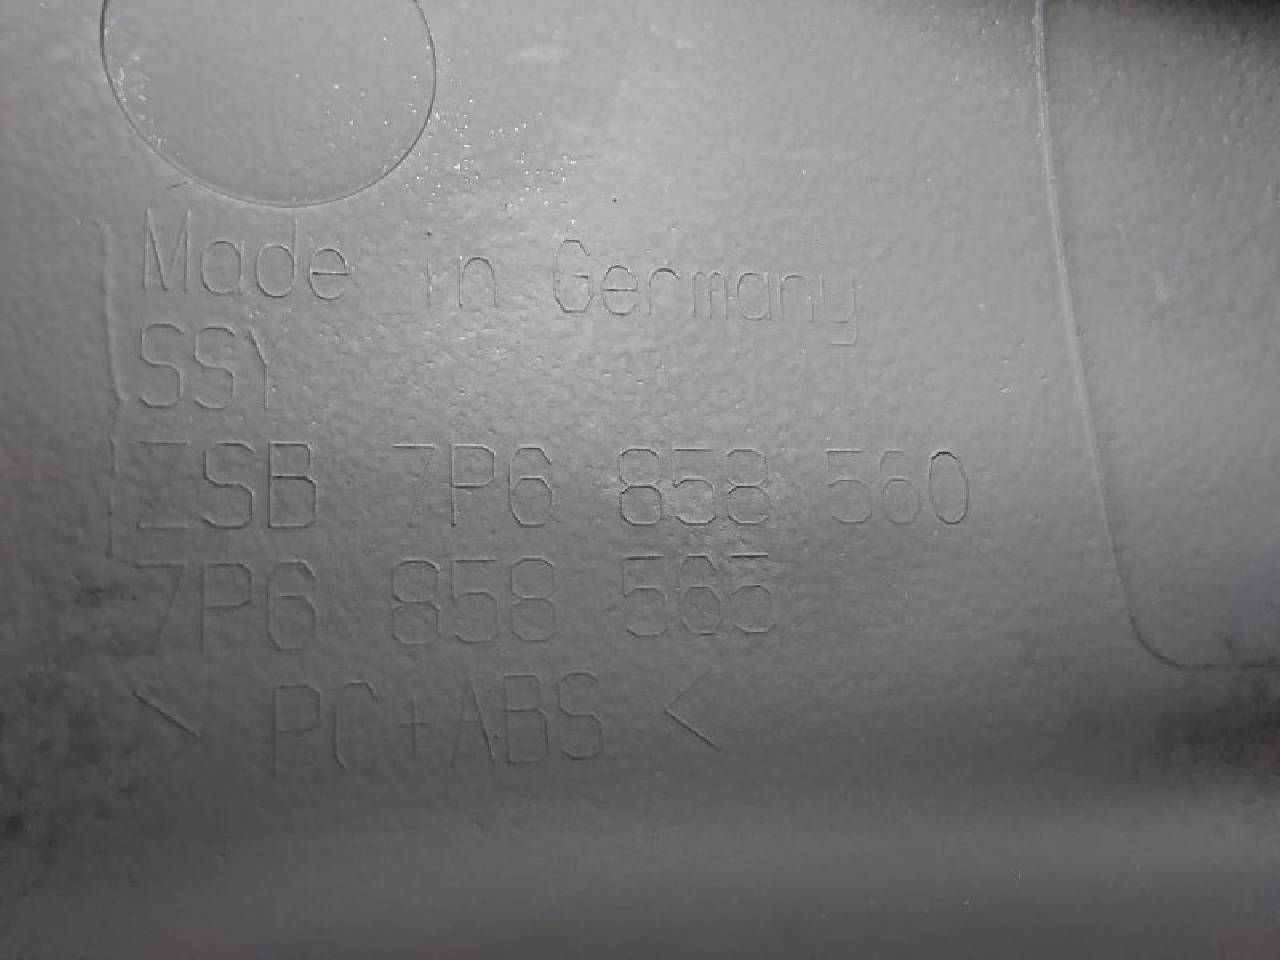 Made in Germany
SSY
ZSB 7P6 858 560
7P6 858 565
> PC+ABS <